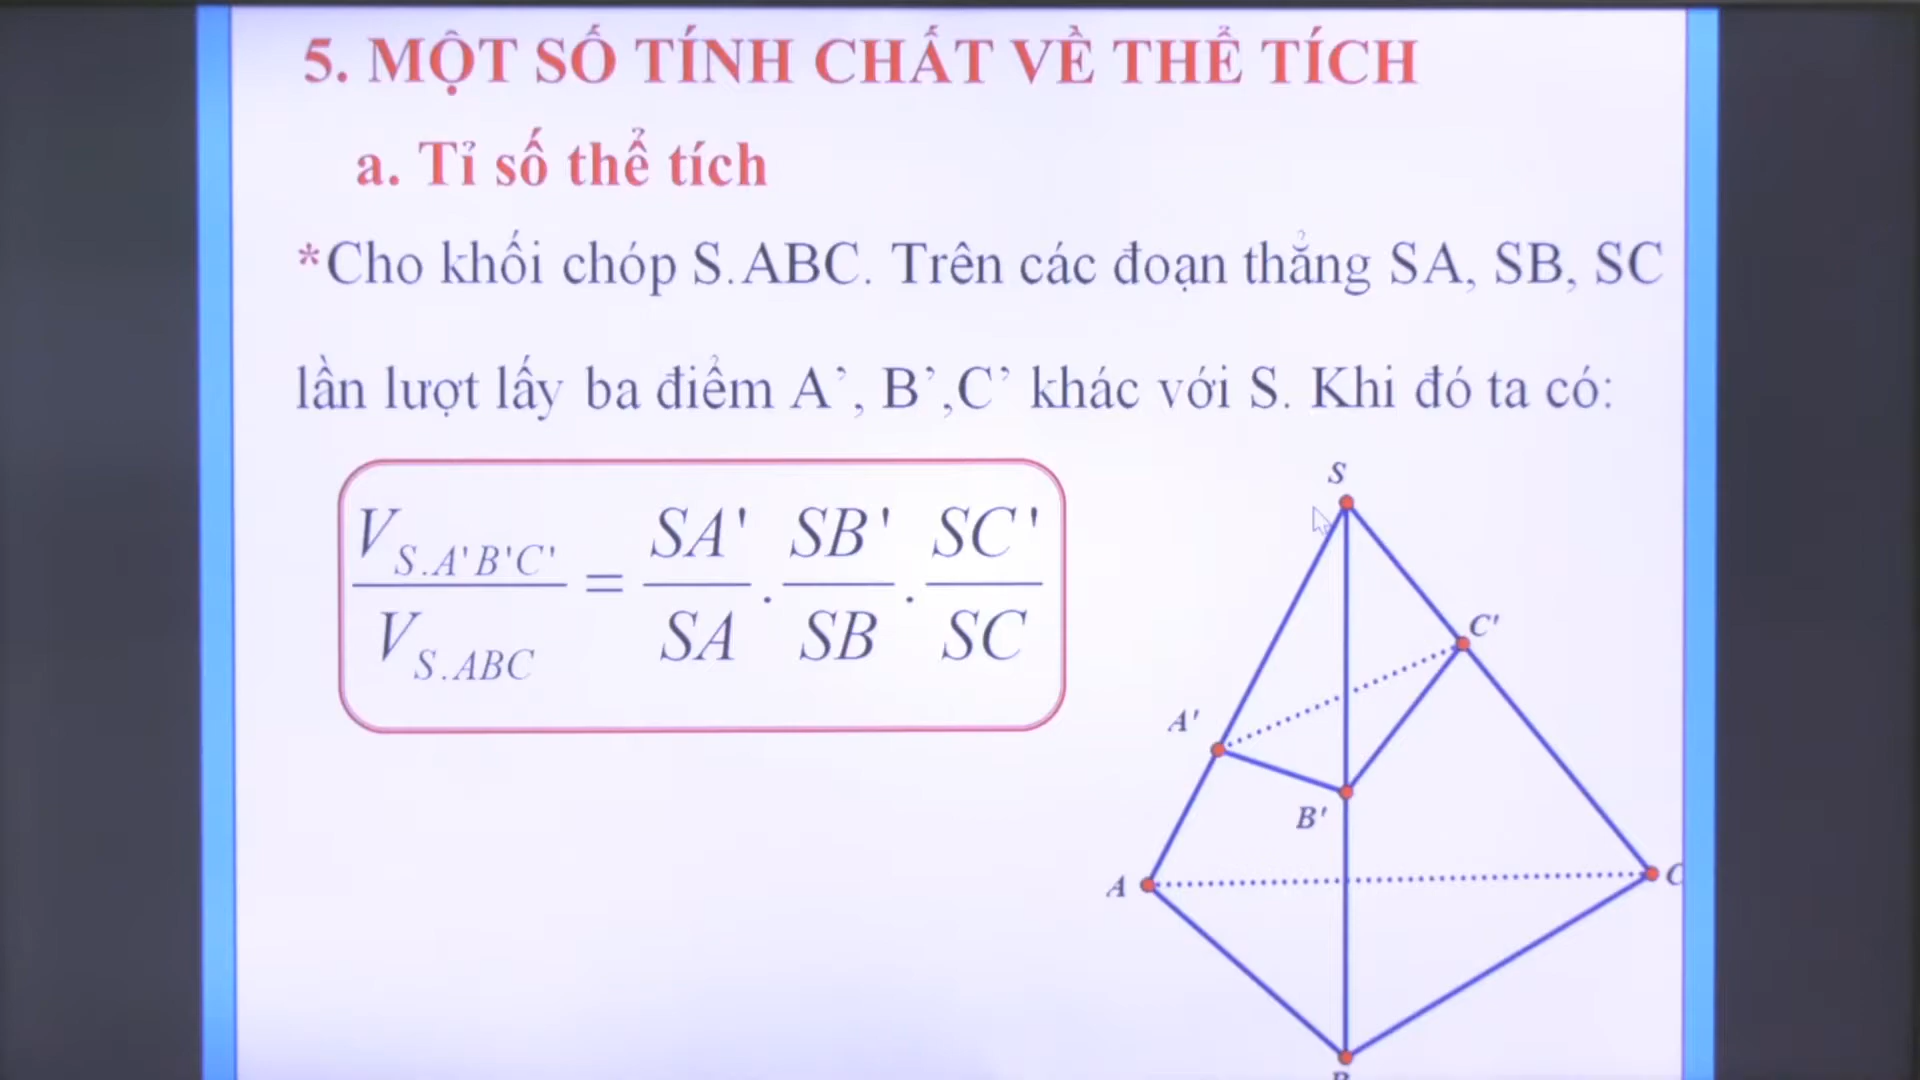 5. MỘT SỐ TÍNH CHẤT VỀ THỂ TÍCH
a. Tỉ số thể tích
*Cho khối chóp S.ABC. Trên các đoạn thẳng SA, SB, SC
lần lượt lấy ba điểm A’, B’,C’ khác với S. Khi đó ta có:
V_{S.A'B'C'} / V_{S.ABC} = SA'/SA . SB'/SB . SC'/SC
S
C'
A'
B'
A
C